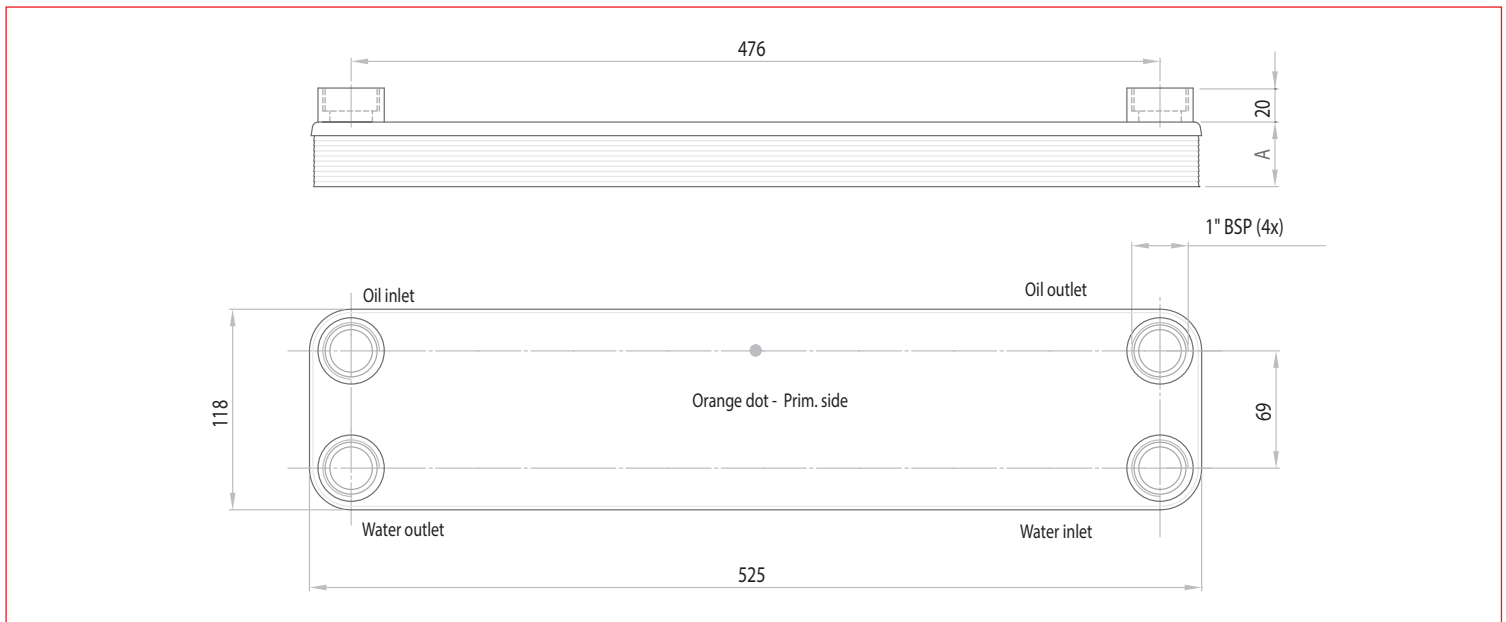 476
20
A
1" BSP (4x)
Oil inlet
Oil outlet
Orange dot - Prim. side
118
69
Water outlet
Water inlet
525